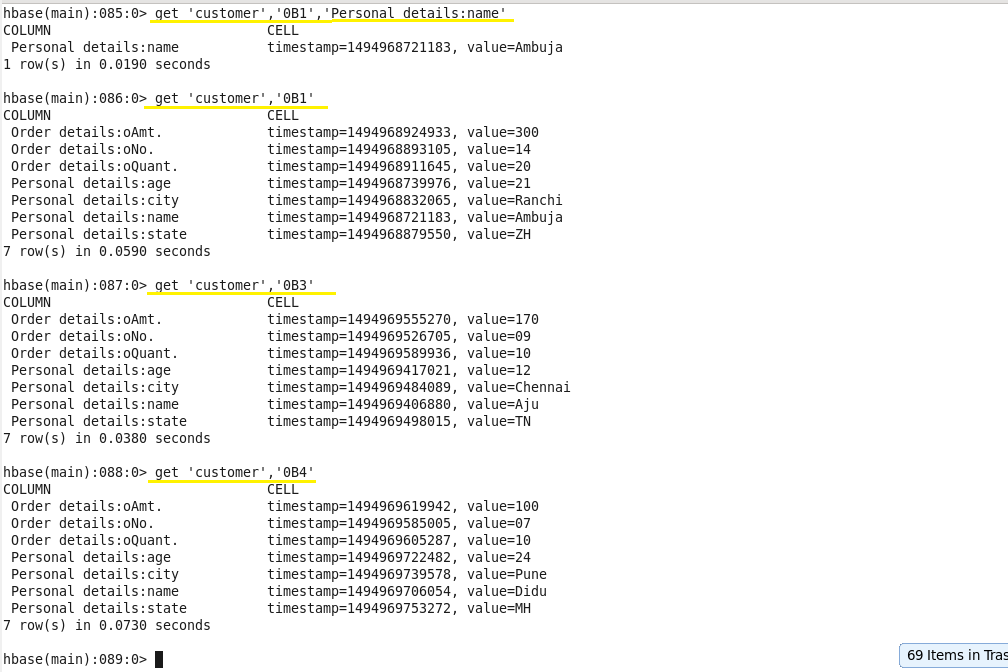 hbase(main):085:0> get 'customer','0B1','Personal details:name'
COLUMN CELL
Personal details:name timestamp=1494968721183, value=Ambuja
1 row(s) in 0.0190 seconds
hbase(main):086:0> get 'customer','0B1'
COLUMN CELL
Order details:oAmt. timestamp=1494968924933, value=300
Order details:oNo. timestamp=1494968893105, value=14
Order details:oQuant. timestamp=1494968911645, value=20
Personal details:age timestamp=1494968739976, value=21
Personal details:city timestamp=1494968832065, value=Ranchi
Personal details:name timestamp=1494968721183, value=Ambuja
Personal details:state timestamp=1494968879550, value=ZH
7 row(s) in 0.0590 seconds
hbase(main):087:0> get 'customer','0B3'
COLUMN CELL
Order details:oAmt. timestamp=1494969555270, value=170
Order details:oNo. timestamp=1494969526705, value=09
Order details:oQuant. timestamp=1494969589936, value=10
Personal details:age timestamp=1494969417021, value=12
Personal details:city timestamp=1494969484089, value=Chennai
Personal details:name timestamp=1494969406880, value=Aju
Personal details:state timestamp=1494969498015, value=TN
7 row(s) in 0.0380 seconds
hbase(main):088:0> get 'customer','0B4'
COLUMN CELL
Order details:oAmt. timestamp=1494969619942, value=100
Order details:oNo. timestamp=1494969585005, value=07
Order details:oQuant. timestamp=1494969605287, value=10
Personal details:age timestamp=1494969722482, value=24
Personal details:city timestamp=1494969739578, value=Pune
Personal details:name timestamp=1494969706054, value=Didu
Personal details:state timestamp=1494969753272, value=MH
7 row(s) in 0.0730 seconds
hbase(main):089:0>
69 Items in Tras